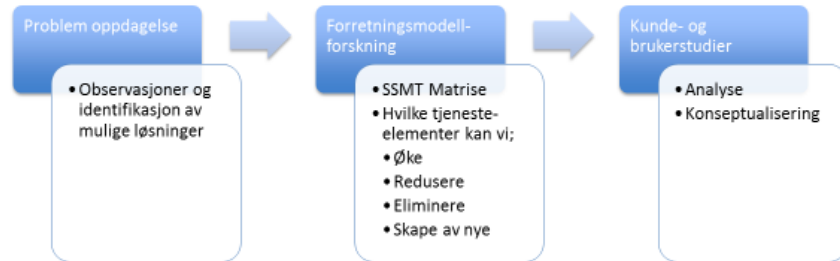 Problem oppdagelse
• Observasjoner og
identifikasjon av
mulige løsninger
Forretningsmodell-
forskning
• SSMT Matrise
• Hvilke tjeneste-
elementer kan vi;
• Øke
• Redusere
• Eliminere
• Skape av nye
Kunde- og
brukerstudier
• Analyse
• Konseptualisering